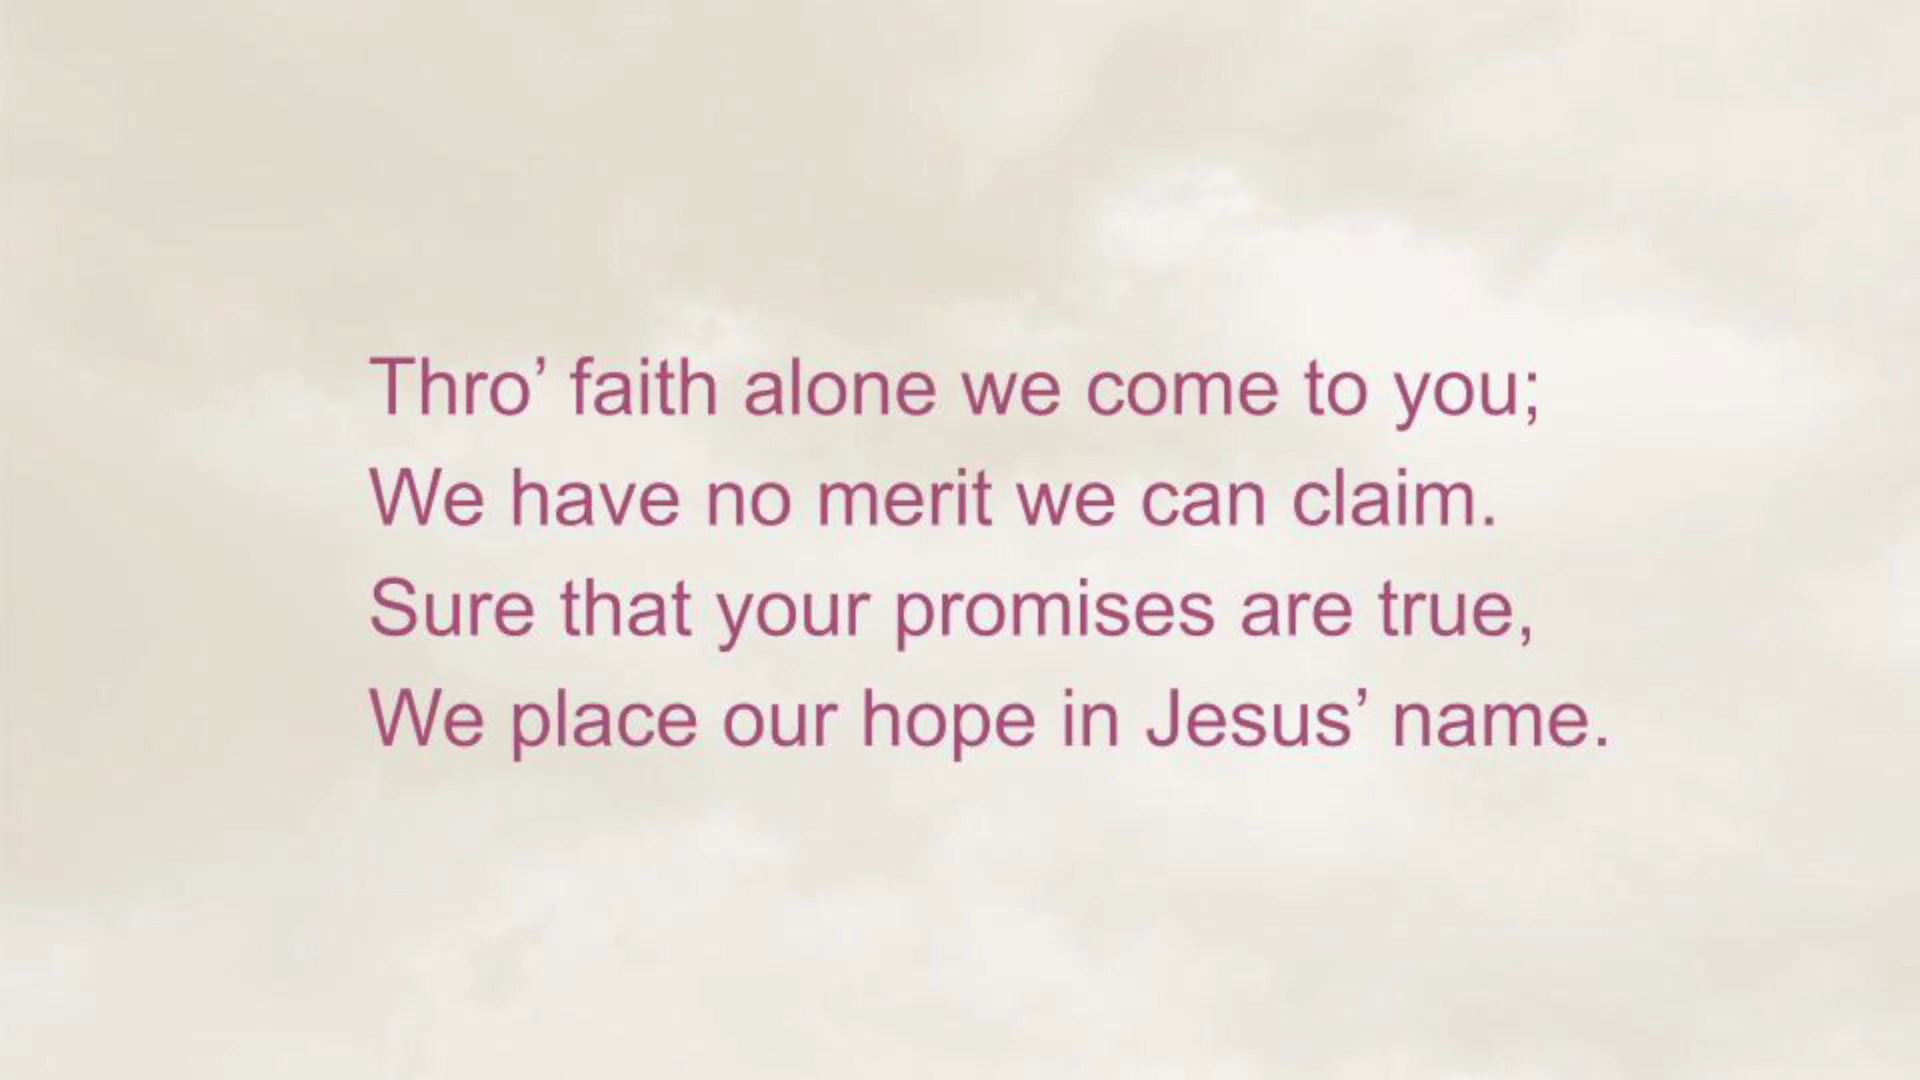 Thro’ faith alone we come to you;
We have no merit we can claim.
Sure that your promises are true,
We place our hope in Jesus’ name.